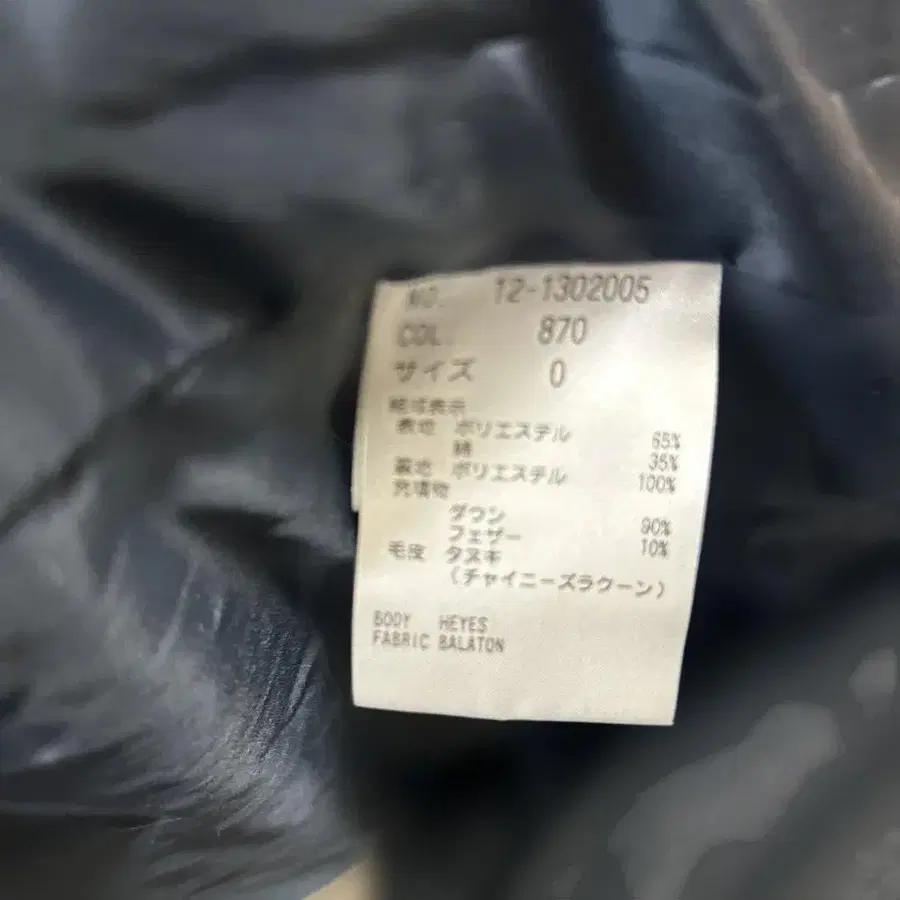 NO. 12-1302005
COL. 870
サイズ 0
組成表示
表地 ポリエステル 65%
綿 35%
裏地 ポリエステル 100%
充填物
ダウン 90%
フェザー 10%
毛皮 タヌキ
(チャイニーズラクーン)
BODY HEYES
FABRIC BALATON